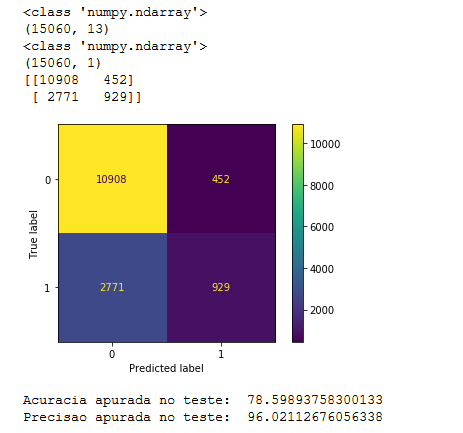 <class 'numpy.ndarray'>
(15060, 13)
<class 'numpy.ndarray'>
(15060, 1)
[[10908 452]
[ 2771 929]]
10000
0 10908 452
8000
6000
4000
1 2771 929
2000
0 1
True label
Predicted label
Acuracia apurada no teste: 78.59893758300133
Precisao apurada no teste: 96.02112676056338